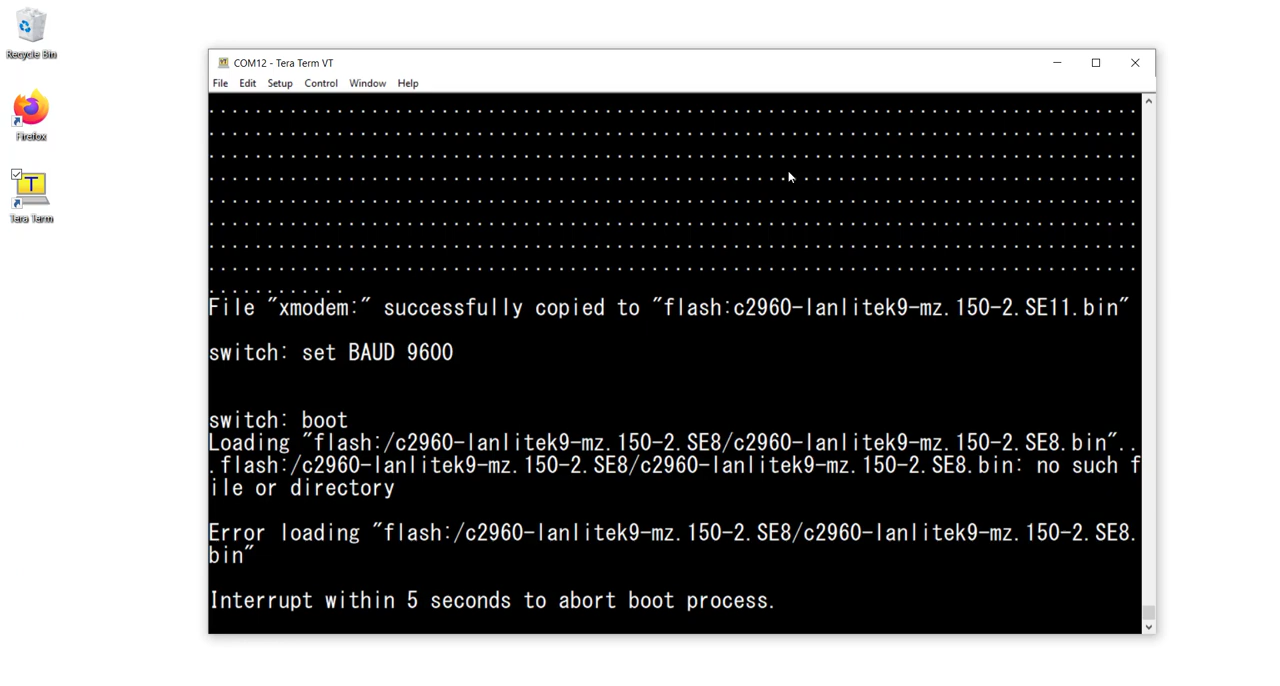 Recycle Bin
Firefox
Tera Term
COM12 - Tera Term VT
File Edit Setup Control Window Help
File "xmodem:" successfully copied to "flash:c2960-lanlitek9-mz.150-2.SE11.bin"
switch: set BAUD 9600
switch: boot
Loading "flash:/c2960-lanlitek9-mz.150-2.SE8/c2960-lanlitek9-mz.150-2.SE8.bin"..
.flash:/c2960-lanlitek9-mz.150-2.SE8/c2960-lanlitek9-mz.150-2.SE8.bin: no such f
ile or directory
Error loading "flash:/c2960-lanlitek9-mz.150-2.SE8/c2960-lanlitek9-mz.150-2.SE8.
bin"
Interrupt within 5 seconds to abort boot process.